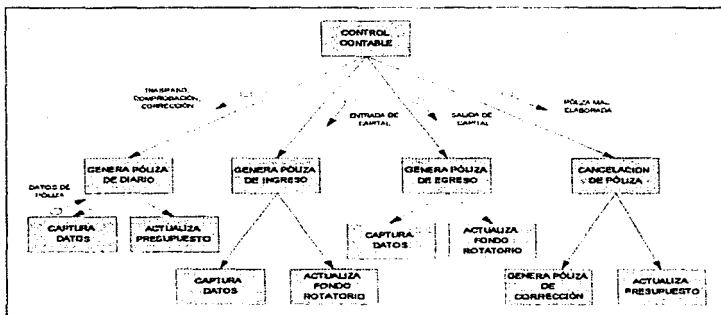 CONTROL
CONTABLE
TRASPASO,
COMPROBACIÓN,
CORRECCIÓN
ENTRADA DE
CAPITAL
SALIDA DE
CAPITAL
PÓLIZA MAL
ELABORADA
GENERA PÓLIZA
DE DIARIO
GENERA PÓLIZA
DE INGRESO
GENERA PÓLIZA
DE EGRESO
CANCELACION
DE PÓLIZA
DATOS DE
PÓLIZA
CAPTURA
DATOS
ACTUALIZA
PRESUPUESTO
CAPTURA
DATOS
ACTUALIZA
FONDO
ROTATORIO
CAPTURA
DATOS
ACTUALIZA
FONDO
ROTATORIO
GENERA PÓLIZA
DE
CORRECCIÓN
ACTUALIZA
PRESUPUESTO